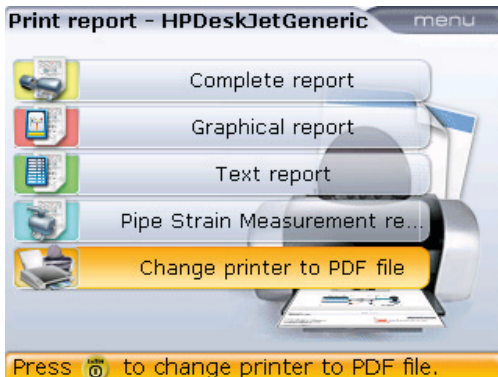 Print report - HPDeskJetGeneric menu
Complete report
Graphical report
Text report
Pipe Strain Measurement re...
Change printer to PDF file
Press to change printer to PDF file.